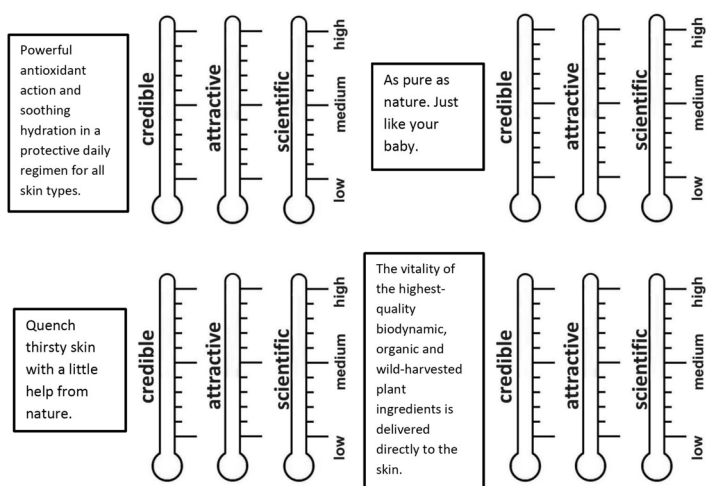 Powerful
antioxidant
action and
soothing
hydration in a
protective daily
regimen for all
skin types.
credible
attractive
scientific
high
medium
low
As pure as
nature. Just
like your
baby.
credible
attractive
scientific
high
medium
low
Quench
thirsty skin
with a little
help from
nature.
credible
attractive
scientific
high
medium
low
The vitality of
the highest-
quality
biodynamic,
organic and
wild-harvested
plant
ingredients is
delivered
directly to the
skin.
credible
attractive
scientific
high
medium
low